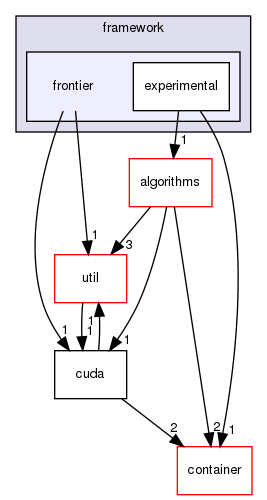 framework
frontier experimental
1
algorithms
1 3
util
1 1 1 1
cuda
2 2 1
container